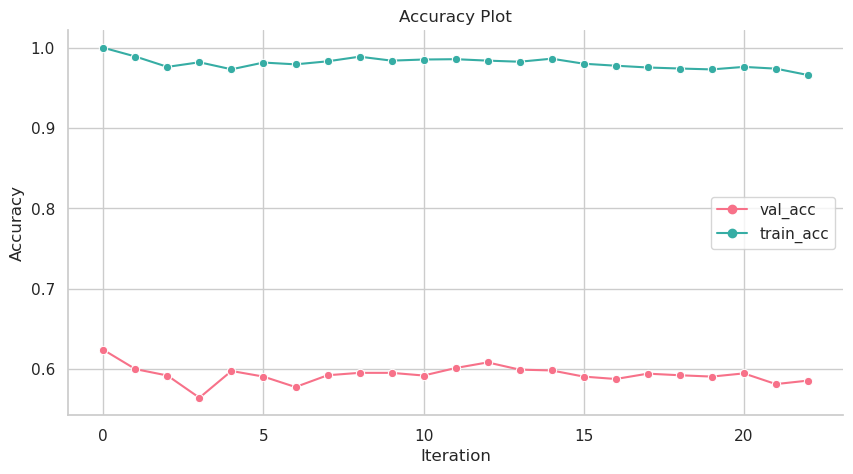 Accuracy Plot
1.0
0.9
0.8
0.7
0.6
Accuracy
val_acc
train_acc
0 5 10 15 20
Iteration